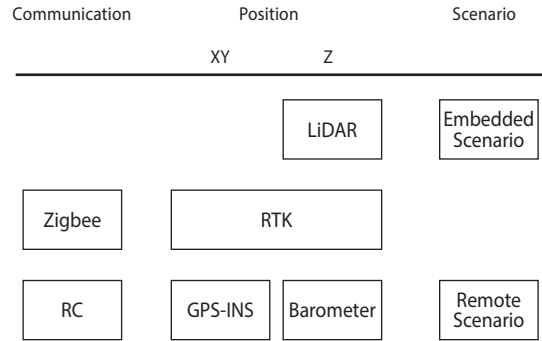 Communication Position Scenario
XY Z
LiDAR Embedded
Scenario
Zigbee RTK
RC GPS-INS Barometer Remote
Scenario